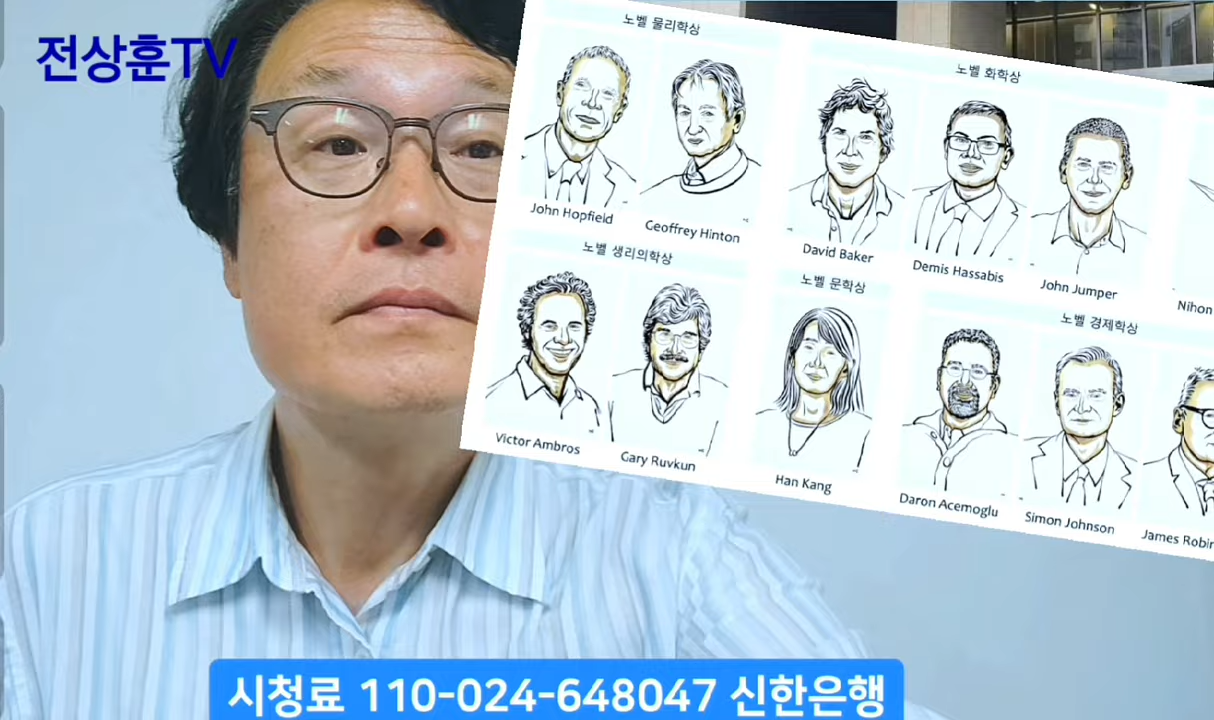 전상훈TV
노벨 물리학상
노벨 화학상
John Hopfield
Geoffrey Hinton
David Baker
Demis Hassabis
John Jumper
Nihon
노벨 생리의학상
노벨 문학상
노벨 경제학상
Victor Ambros
Gary Ruvkun
Han Kang
Daron Acemoglu
Simon Johnson
James Robin
시청료 110-024-648047 신한은행